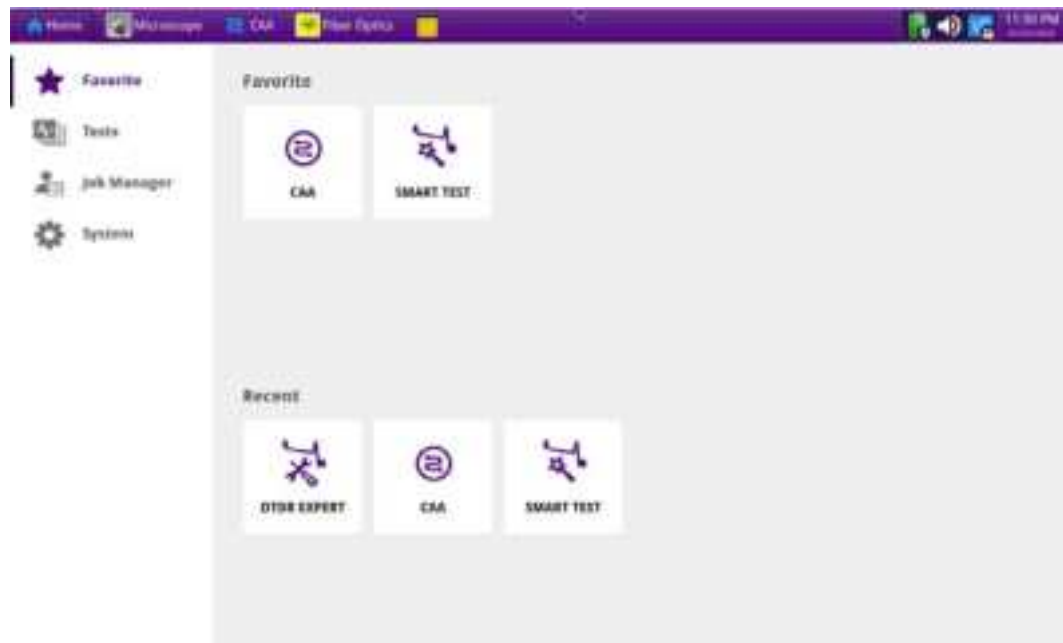 Home Microscope CAA Fiber Optics
Favorite
Tests
Job Manager
System
Favorite
CAA
SMART TEST
Recent
OTDR EXPERT
CAA
SMART TEST